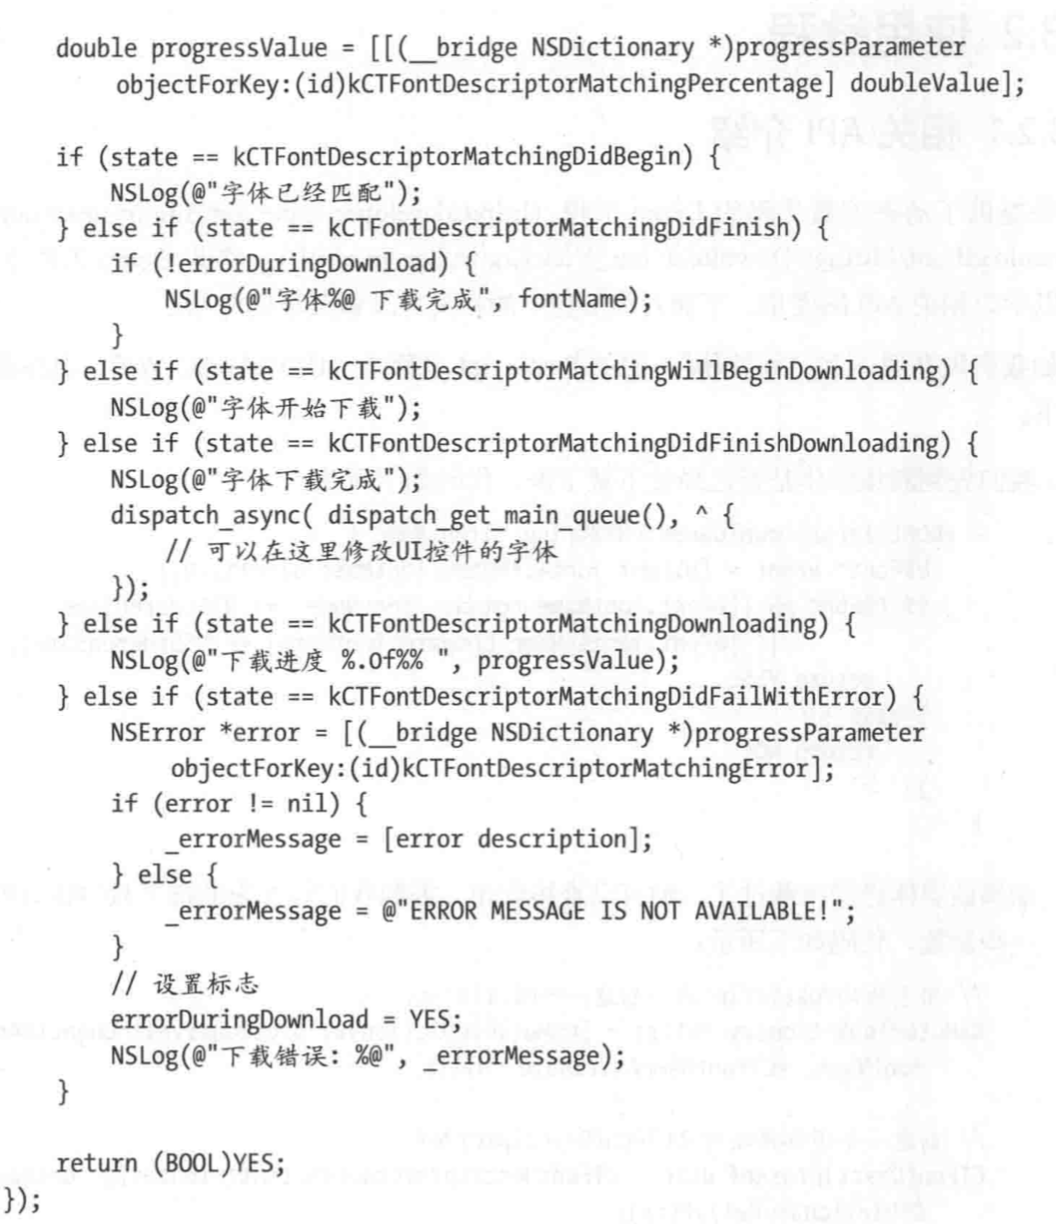 double progressValue = [[(__bridge NSDictionary *)progressParameter
        objectForKey:(id)kCTFontDescriptorMatchingPercentage] doubleValue];

    if (state == kCTFontDescriptorMatchingDidBegin) {
        NSLog(@"字体已经匹配");
    } else if (state == kCTFontDescriptorMatchingDidFinish) {
        if (!errorDuringDownload) {
            NSLog(@"字体%@ 下载完成", fontName);
        }
    } else if (state == kCTFontDescriptorMatchingWillBeginDownloading) {
        NSLog(@"字体开始下载");
    } else if (state == kCTFontDescriptorMatchingDidFinishDownloading) {
        NSLog(@"字体下载完成");
        dispatch_async( dispatch_get_main_queue(), ^ {
            // 可以在这里修改UI控件的字体
        });
    } else if (state == kCTFontDescriptorMatchingDownloading) {
        NSLog(@"下载进度 %.0f%% ", progressValue);
    } else if (state == kCTFontDescriptorMatchingDidFailWithError) {
        NSError *error = [(__bridge NSDictionary *)progressParameter
            objectForKey:(id)kCTFontDescriptorMatchingError];
        if (error != nil) {
            _errorMessage = [error description];
        } else {
            _errorMessage = @"ERROR MESSAGE IS NOT AVAILABLE!";
        }
        // 设置标志
        errorDuringDownload = YES;
        NSLog(@"下载错误: %@", _errorMessage);
    }

    return (BOOL)YES;
});